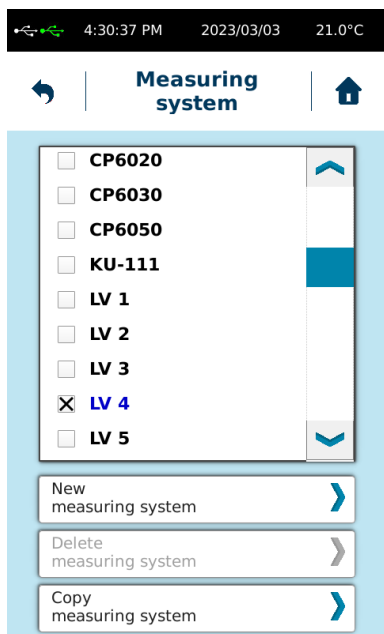 4:30:37 PM 2023/03/03 21.0°C
Measuring
system
CP6020
CP6030
CP6050
KU-111
LV 1
LV 2
LV 3
LV 4
LV 5
New
measuring system
Delete
measuring system
Copy
measuring system